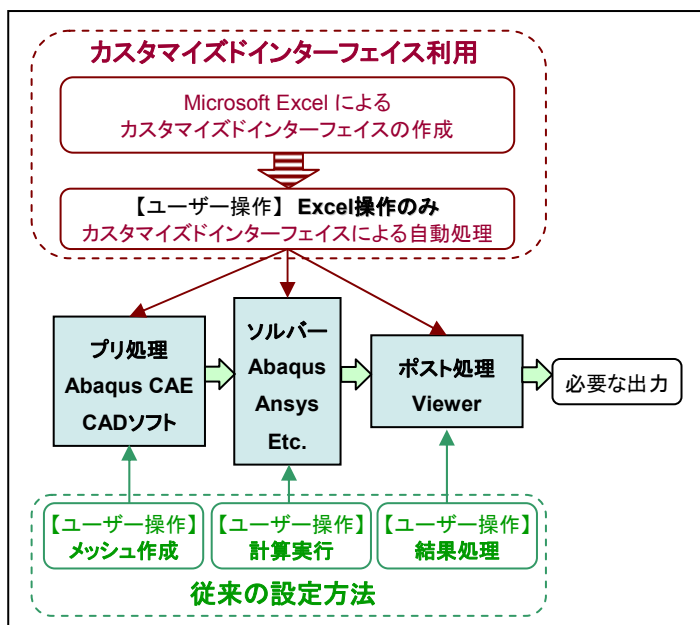 カスタマイズドインターフェイス利用
Microsoft Excel による
カスタマイズドインターフェイスの作成
【ユーザー操作】 Excel操作のみ
カスタマイズドインターフェイスによる自動処理
プリ処理
Abaqus CAE
CADソフト
ソルバー
Abaqus
Ansys
Etc.
ポスト処理
Viewer
必要な出力
【ユーザー操作】
メッシュ作成
【ユーザー操作】
計算実行
【ユーザー操作】
結果処理
従来の設定方法